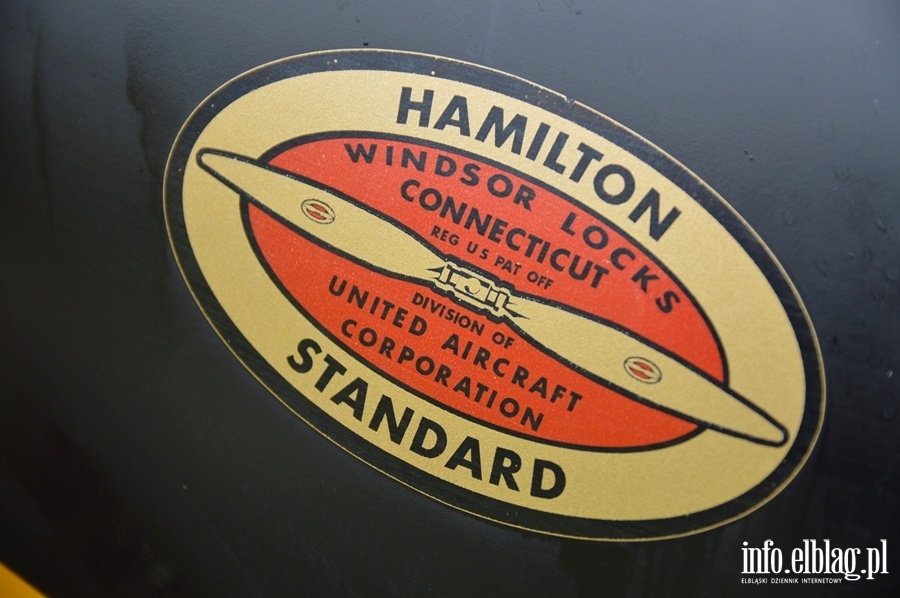 HAMILTON
WINDSOR LOCKS
CONNECTICUT
REG U S PAT OFF
DIVISION OF
UNITED AIRCRAFT
CORPORATION
STANDARD
info.elblag.pl
ELBLĄSKI DZIENNIK INTERNETOWY